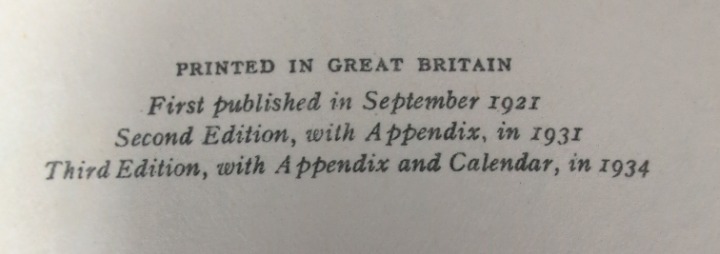 PRINTED IN GREAT BRITAIN
First published in September 1921
Second Edition, with Appendix, in 1931
Third Edition, with Appendix and Calendar, in 1934